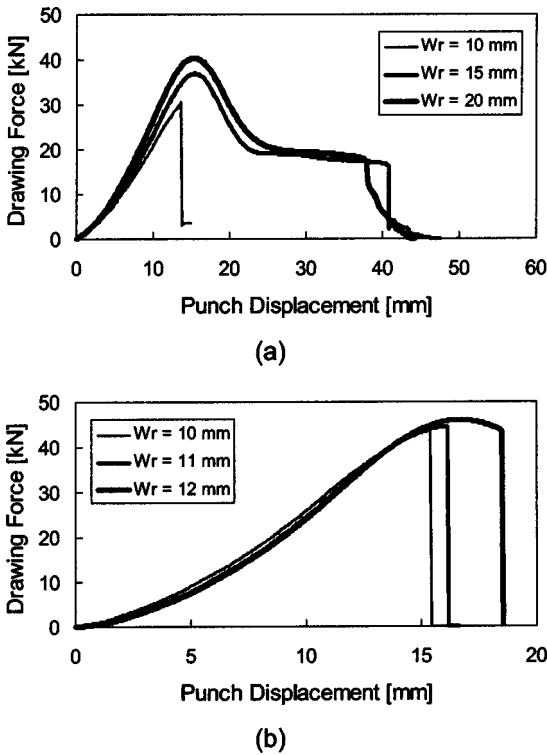 50
40
30
20
10
0
Drawing Force [kN]
Wr = 10 mm
Wr = 15 mm
Wr = 20 mm
0 10 20 30 40 50 60
Punch Displacement [mm]
(a)
50
40
30
20
10
0
Drawing Force [kN]
Wr = 10 mm
Wr = 11 mm
Wr = 12 mm
0 5 10 15 20
Punch Displacement [mm]
(b)